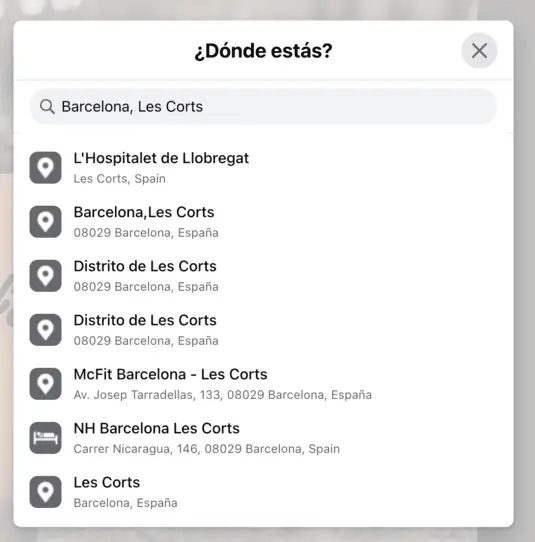 ¿Dónde estás?
Barcelona, Les Corts
L'Hospitalet de Llobregat
Les Corts, Spain
Barcelona,Les Corts
08029 Barcelona, España
Distrito de Les Corts
08029 Barcelona, España
Distrito de Les Corts
08029 Barcelona, España
McFit Barcelona - Les Corts
Av. Josep Tarradellas, 133, 08029 Barcelona, España
NH Barcelona Les Corts
Carrer Nicaragua, 146, 08029 Barcelona, Spain
Les Corts
Barcelona, España